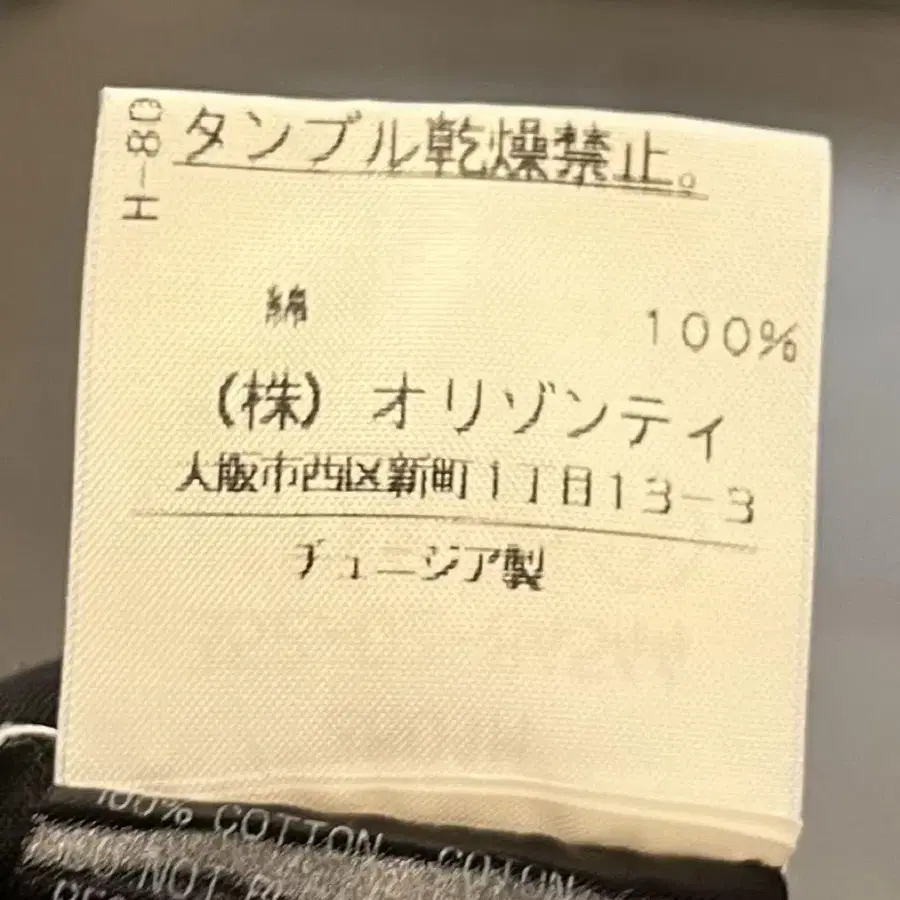 H-80
タンブル乾燥禁止。
綿 100%
(株) オリゾンティ
大阪市西区新町1丁目13-3
チュニジア製
100% COTTON
NOT